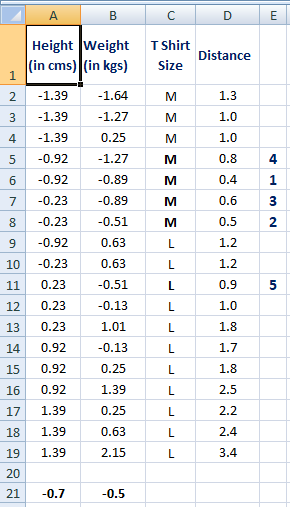 A B C D E
Height Weight T Shirt Distance
(in cms) (in kgs) Size
1
2 -1.39 -1.64 M 1.3
3 -1.39 -1.27 M 1.0
4 -1.39 0.25 M 1.0
5 -0.92 -1.27 M 0.8 4
6 -0.92 -0.89 M 0.4 1
7 -0.23 -0.89 M 0.6 3
8 -0.23 -0.51 M 0.5 2
9 -0.92 0.63 L 1.2
10 -0.23 0.63 L 1.2
11 0.23 -0.51 L 0.9 5
12 0.23 -0.13 L 1.0
13 0.23 1.01 L 1.8
14 0.92 -0.13 L 1.7
15 0.92 0.25 L 1.8
16 0.92 1.39 L 2.5
17 1.39 0.25 L 2.2
18 1.39 0.63 L 2.4
19 1.39 2.15 L 3.4
20
21 -0.7 -0.5